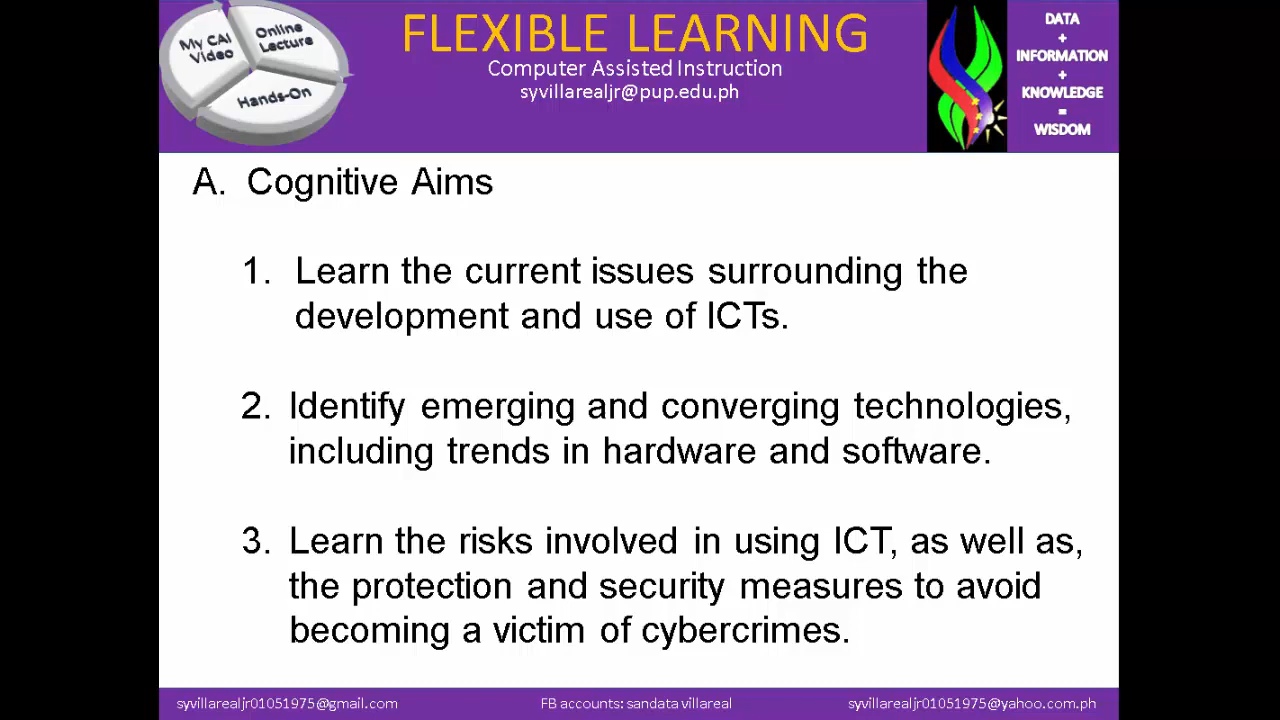 My CAI
Video
Online
Lecture
Hands-On
FLEXIBLE LEARNING
Computer Assisted Instruction
syvillarealjr@pup.edu.ph
DATA
+
INFORMATION
+
KNOWLEDGE
=
WISDOM
A. Cognitive Aims
1. Learn the current issues surrounding the
development and use of ICTs.
2. Identify emerging and converging technologies,
including trends in hardware and software.
3. Learn the risks involved in using ICT, as well as,
the protection and security measures to avoid
becoming a victim of cybercrimes.
syvillarealjr01051975@gmail.com
FB accounts: sandata villareal
syvillarealjr01051975@yahoo.com.ph